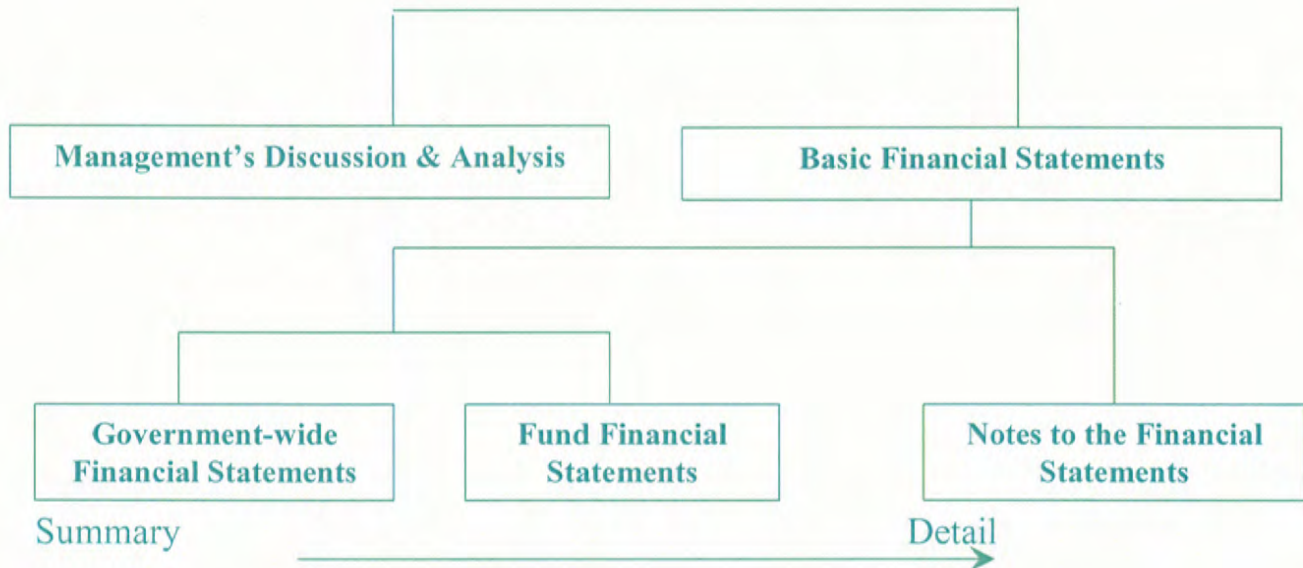 Management’s Discussion & Analysis
Basic Financial Statements
Government-wide
Financial Statements
Fund Financial
Statements
Notes to the Financial
Statements
Summary
Detail